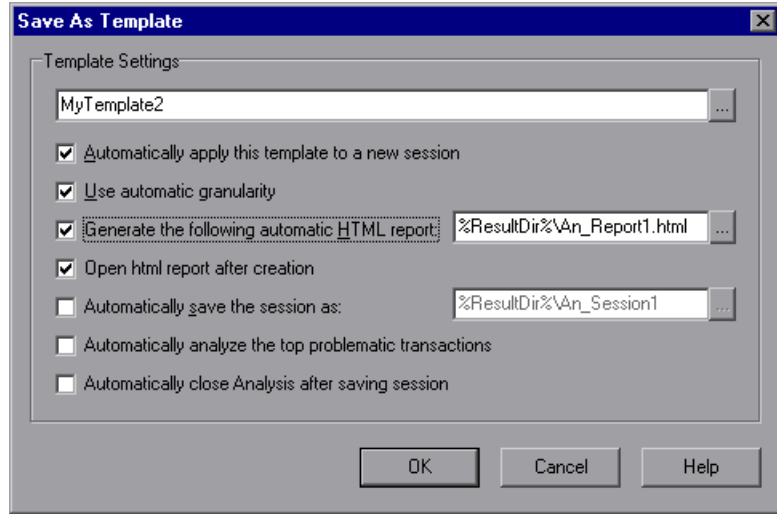 Save As Template
Template Settings
MyTemplate2 ...
Automatically apply this template to a new session
Use automatic granularity
Generate the following automatic HTML report: %ResultDir%\An_Report1.html ...
Open html report after creation
Automatically save the session as: %ResultDir%\An_Session1 ...
Automatically analyze the top problematic transactions
Automatically close Analysis after saving session
OK Cancel Help